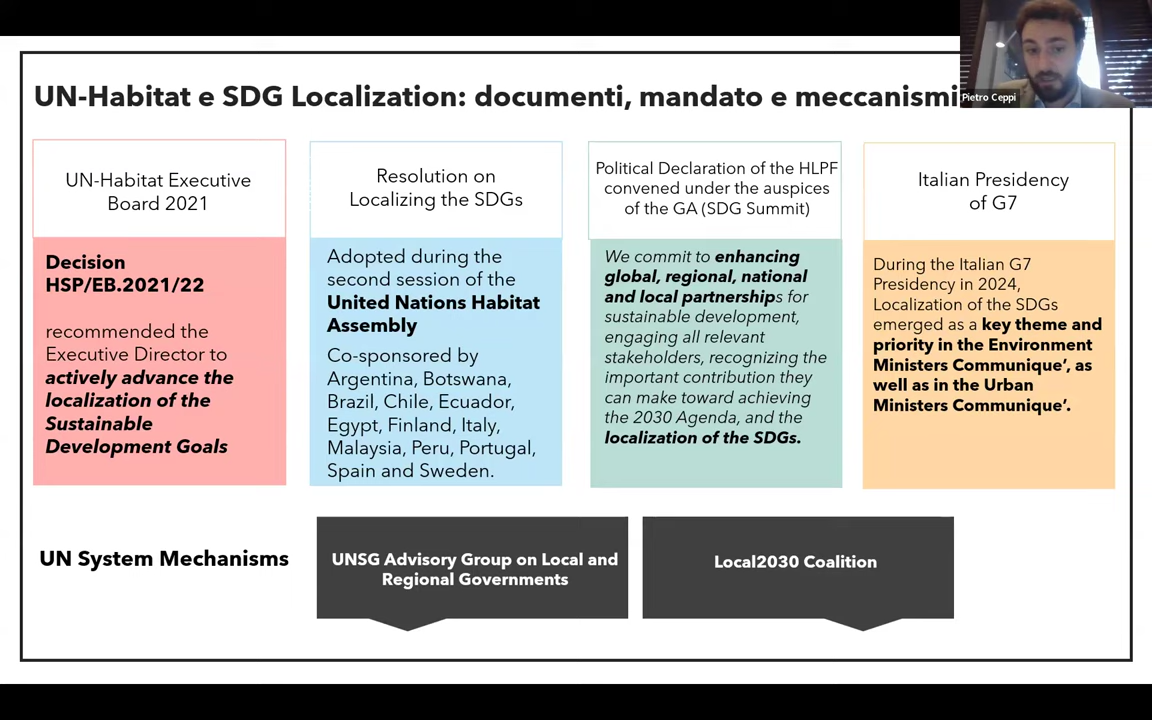 UN-Habitat e SDG Localization: documenti, mandato e meccanismi
Pietro Ceppi
UN-Habitat Executive
Board 2021
Decision
HSP/EB.2021/22
recommended the
Executive Director to
actively advance the
localization of the
Sustainable
Development Goals
Resolution on
Localizing the SDGs
Adopted during the
second session of the
United Nations Habitat
Assembly
Co-sponsored by
Argentina, Botswana,
Brazil, Chile, Ecuador,
Egypt, Finland, Italy,
Malaysia, Peru, Portugal,
Spain and Sweden.
Political Declaration of the HLPF
convened under the auspices
of the GA (SDG Summit)
We commit to enhancing
global, regional, national
and local partnerships for
sustainable development,
engaging all relevant
stakeholders, recognizing the
important contribution they
can make toward achieving
the 2030 Agenda, and the
localization of the SDGs.
Italian Presidency
of G7
During the Italian G7
Presidency in 2024,
Localization of the SDGs
emerged as a key theme and
priority in the Environment
Ministers Communique’, as
well as in the Urban
Ministers Communique’.
UN System Mechanisms
UNSG Advisory Group on Local and
Regional Governments
Local2030 Coalition